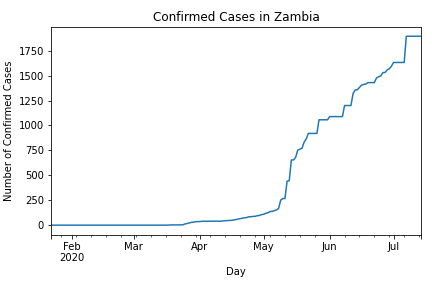 Confirmed Cases in Zambia
Number of Confirmed Cases
1750
1500
1250
1000
750
500
250
0
Feb Mar Apr May Jun Jul
2020
Day